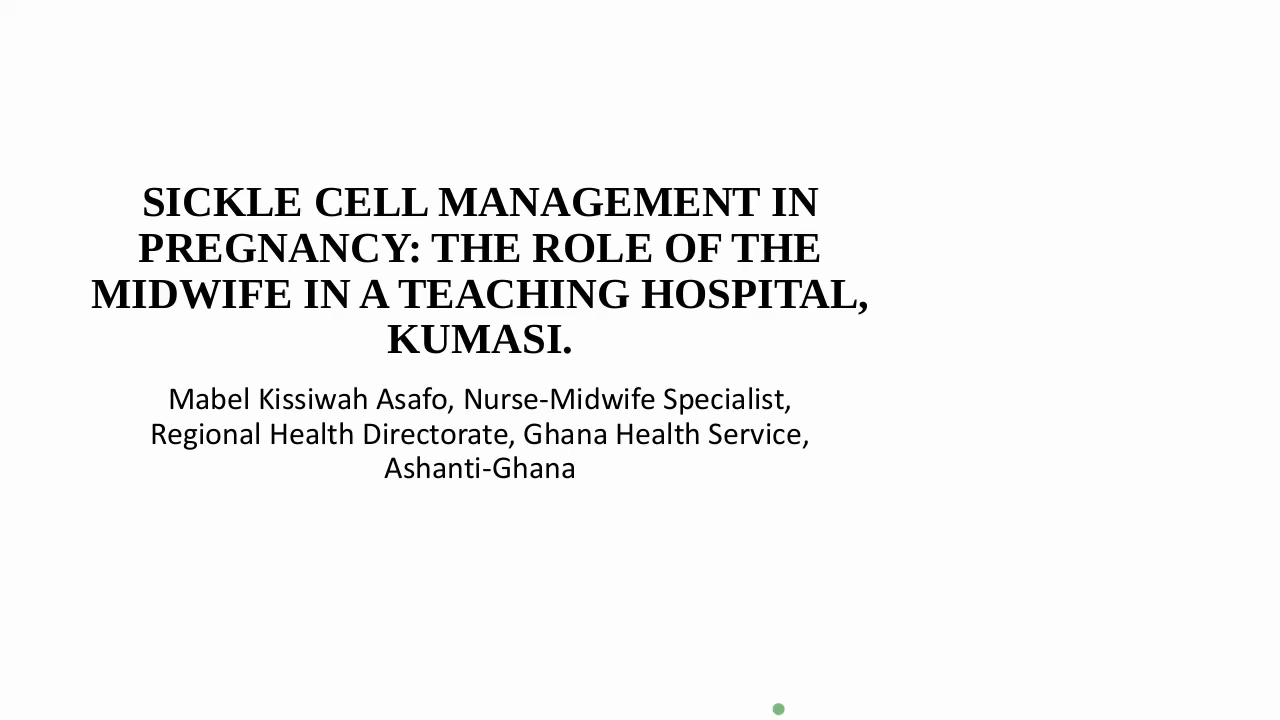 SICKLE CELL MANAGEMENT IN
PREGNANCY: THE ROLE OF THE
MIDWIFE IN A TEACHING HOSPITAL,
KUMASI.
Mabel Kissiwah Asafo, Nurse-Midwife Specialist,
Regional Health Directorate, Ghana Health Service,
Ashanti-Ghana